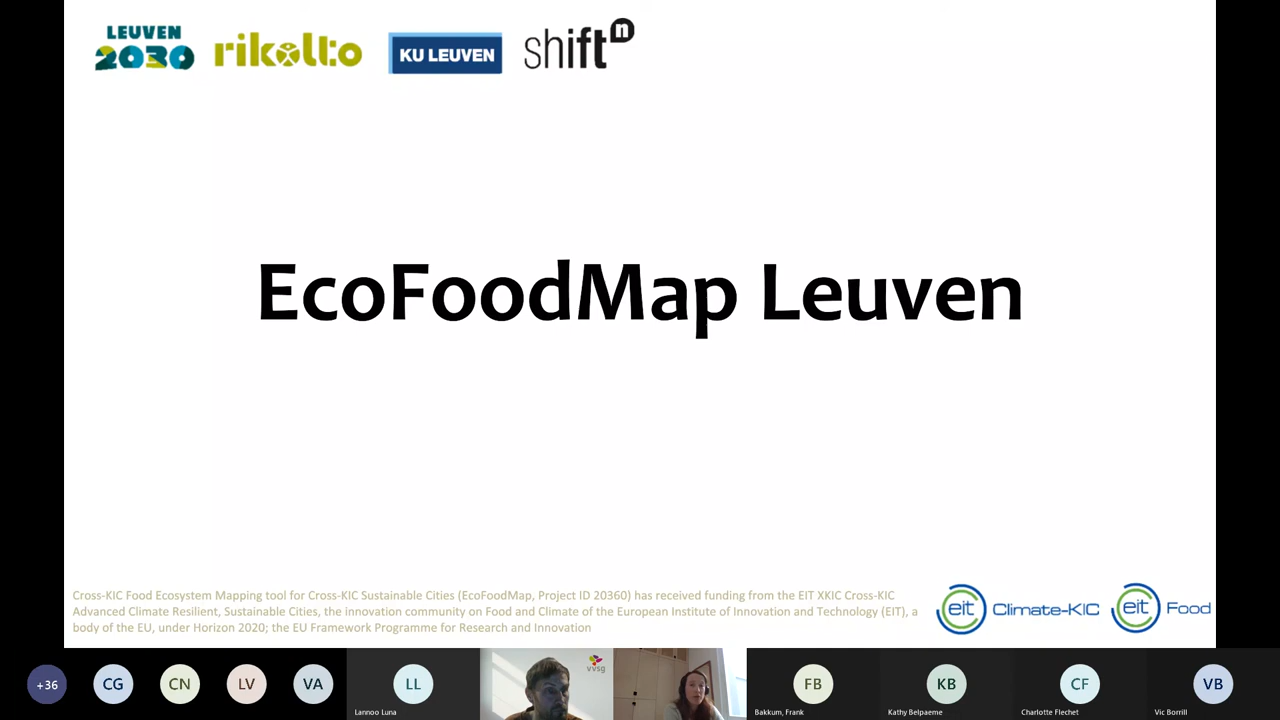 LEUVEN
2030
rikolto
KU LEUVEN
shiftn
EcoFoodMap Leuven
Cross-KIC Food Ecosystem Mapping tool for Cross-KIC Sustainable Cities (EcoFoodMap, Project ID 20360) has received funding from the EIT XKIC Cross-KIC
Advanced Climate Resilient, Sustainable Cities, the innovation community on Food and Climate of the European Institute of Innovation and Technology (EIT), a
body of the EU, under Horizon 2020; the EU Framework Programme for Research and Innovation
eit Climate-KIC
eit Food
+36
CG
CN
LV
VA
LL
Lannoo Luna
vvsg
FB
Bakkum, Frank
KB
Kathy Belpaeme
CF
Charlotte Flechet
VB
Vic Borrill